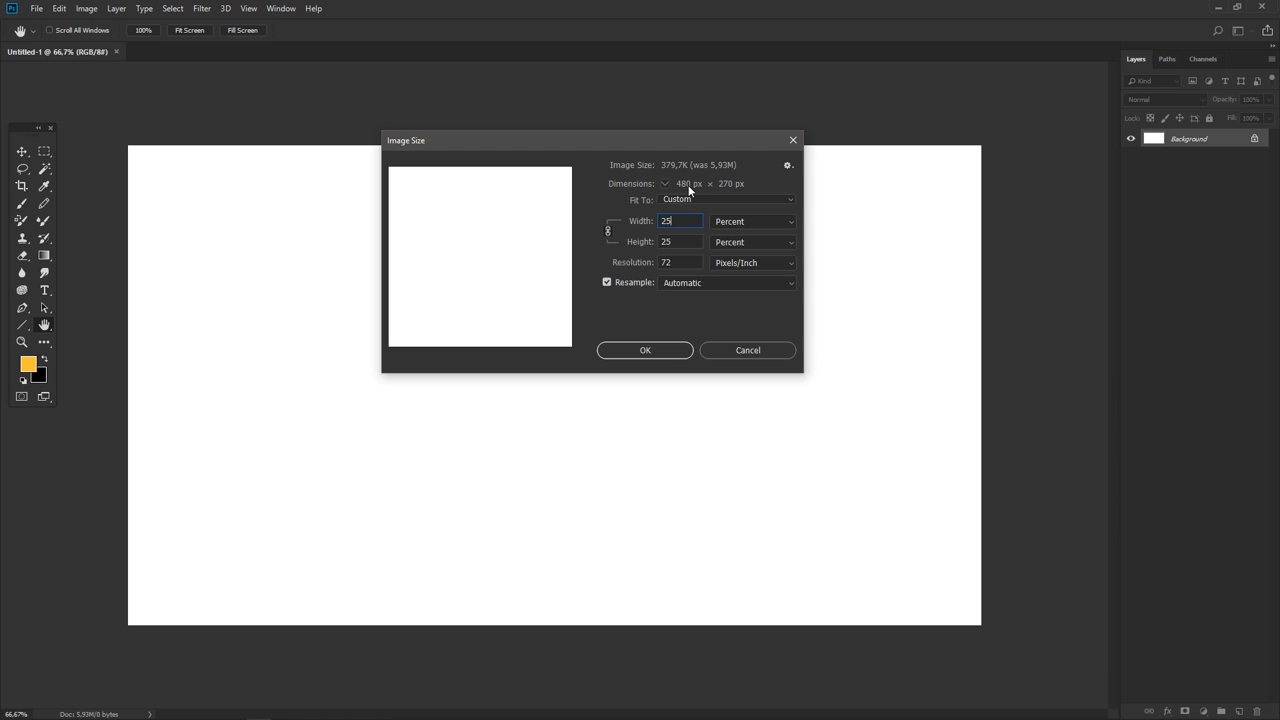 Ps File Edit Image Layer Type Select Filter 3D View Window Help
Scroll All Windows 100% Fit Screen Fill Screen
Untitled-1 @ 66,7% (RGB/8#) ×
Layers Paths Channels
Kind
Normal Opacity: 100%
Lock: Fill: 100%
Background
Image Size
Image Size: 379,7K (was 5,93M)
Dimensions: 480 px × 270 px
Fit To: Custom
Width: 25 Percent
Height: 25 Percent
Resolution: 72 Pixels/Inch
Resample: Automatic
OK Cancel
66,67% Doc: 5,93M/0 bytes